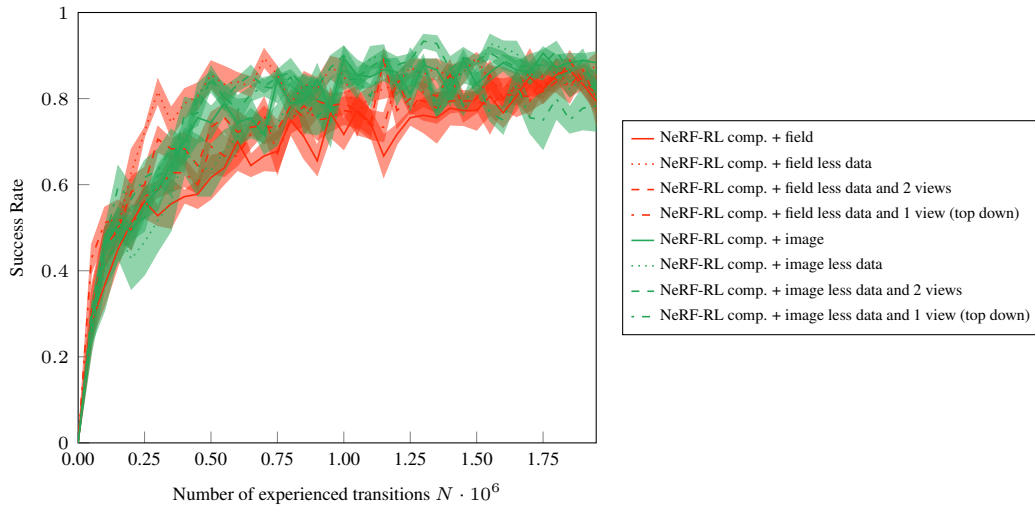 1
0.8
0.6
0.4
0.2
0
Success Rate
0.00 0.25 0.50 0.75 1.00 1.25 1.50 1.75
Number of experienced transitions N · 10^6
NeRF-RL comp. + field
NeRF-RL comp. + field less data
NeRF-RL comp. + field less data and 2 views
NeRF-RL comp. + field less data and 1 view (top down)
NeRF-RL comp. + image
NeRF-RL comp. + image less data
NeRF-RL comp. + image less data and 2 views
NeRF-RL comp. + image less data and 1 view (top down)